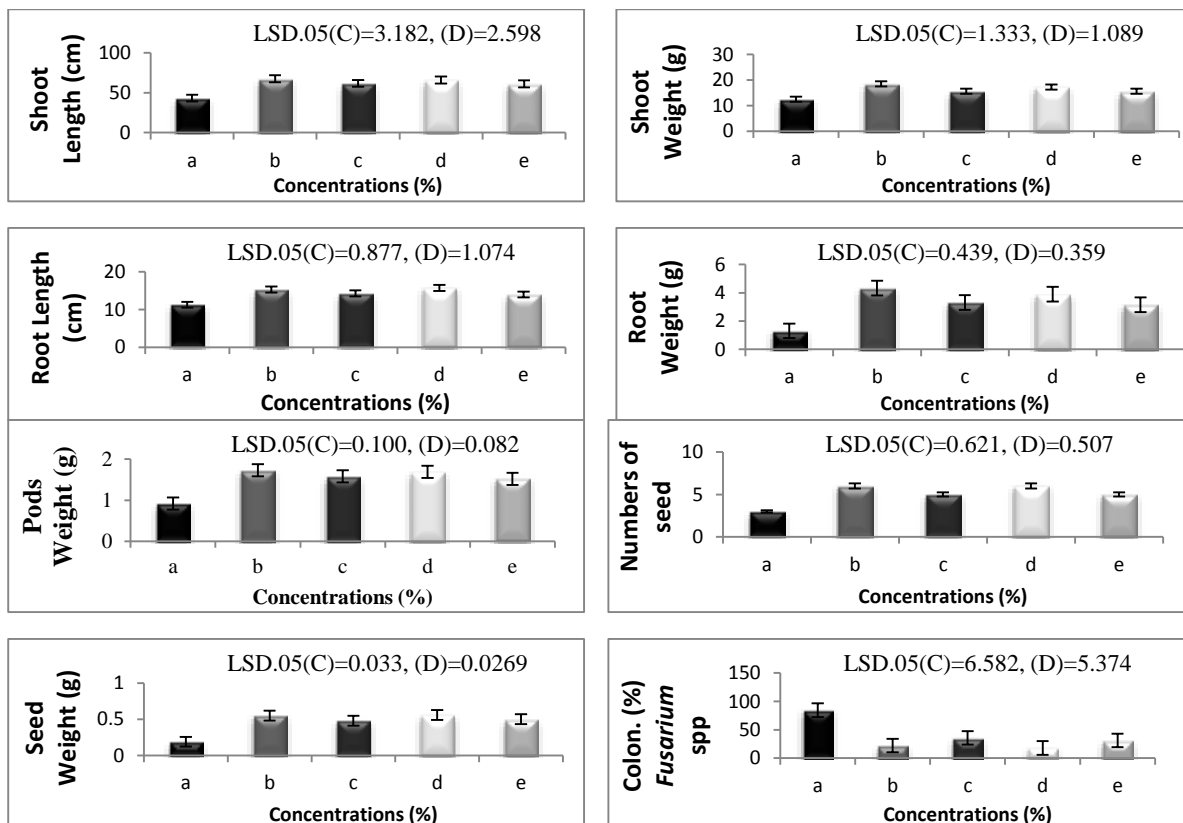 LSD.05(C)=3.182, (D)=2.598
Shoot
Length (cm)
100
50
0
a b c d e
Concentrations (%)
LSD.05(C)=1.333, (D)=1.089
Shoot
Weight (g)
30
20
10
0
a b c d e
Concentrations (%)
LSD.05(C)=0.877, (D)=1.074
Root Length
(cm)
20
10
0
a b c d e
Concentrations (%)
LSD.05(C)=0.439, (D)=0.359
Root
Weight (g)
6
4
2
0
a b c d e
Concentrations (%)
LSD.05(C)=0.100, (D)=0.082
Pods
Weight (g)
2
1
0
a b c d e
Concentrations (%)
LSD.05(C)=0.621, (D)=0.507
Numbers of
seed
10
5
0
a b c d e
Concentrations (%)
LSD.05(C)=0.033, (D)=0.0269
Seed
Weight (g)
1
0.5
0
a b c d e
Concentrations (%)
LSD.05(C)=6.582, (D)=5.374
Colon. (%)
Fusarium
spp
150
100
50
0
a b c d e
Concentrations (%)